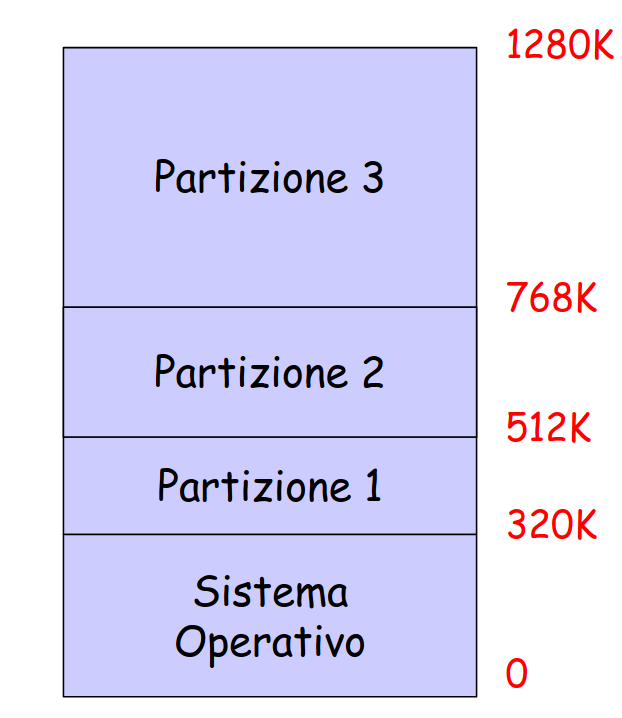 1280K
Partizione 3
768K
Partizione 2
512K
Partizione 1
320K
Sistema
Operativo
0